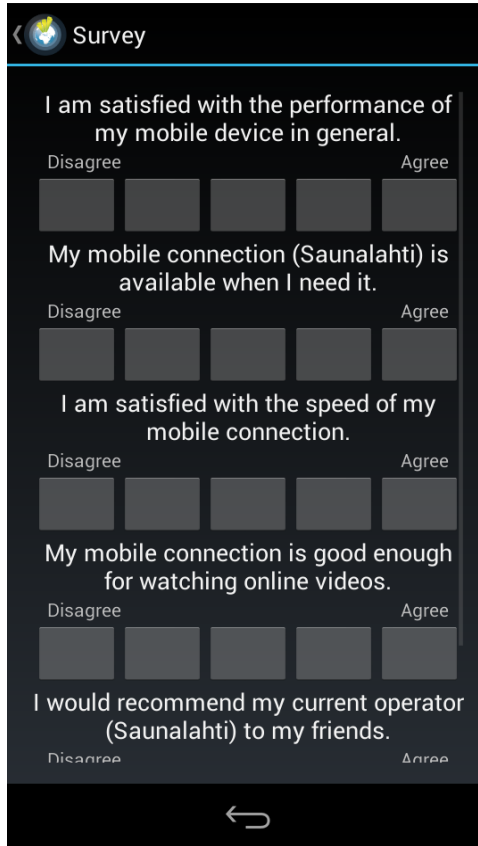 Survey
I am satisfied with the performance of
my mobile device in general.
Disagree Agree
My mobile connection (Saunalahti) is
available when I need it.
Disagree Agree
I am satisfied with the speed of my
mobile connection.
Disagree Agree
My mobile connection is good enough
for watching online videos.
Disagree Agree
I would recommend my current operator
(Saunalahti) to my friends.
Disagree Agree